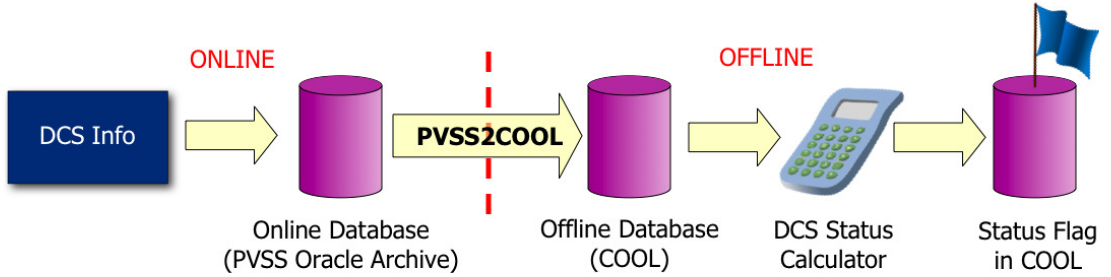 ONLINE
OFFLINE
DCS Info
PVSS2COOL
Online Database
(PVSS Oracle Archive)
Offline Database
(COOL)
DCS Status
Calculator
Status Flag
in COOL